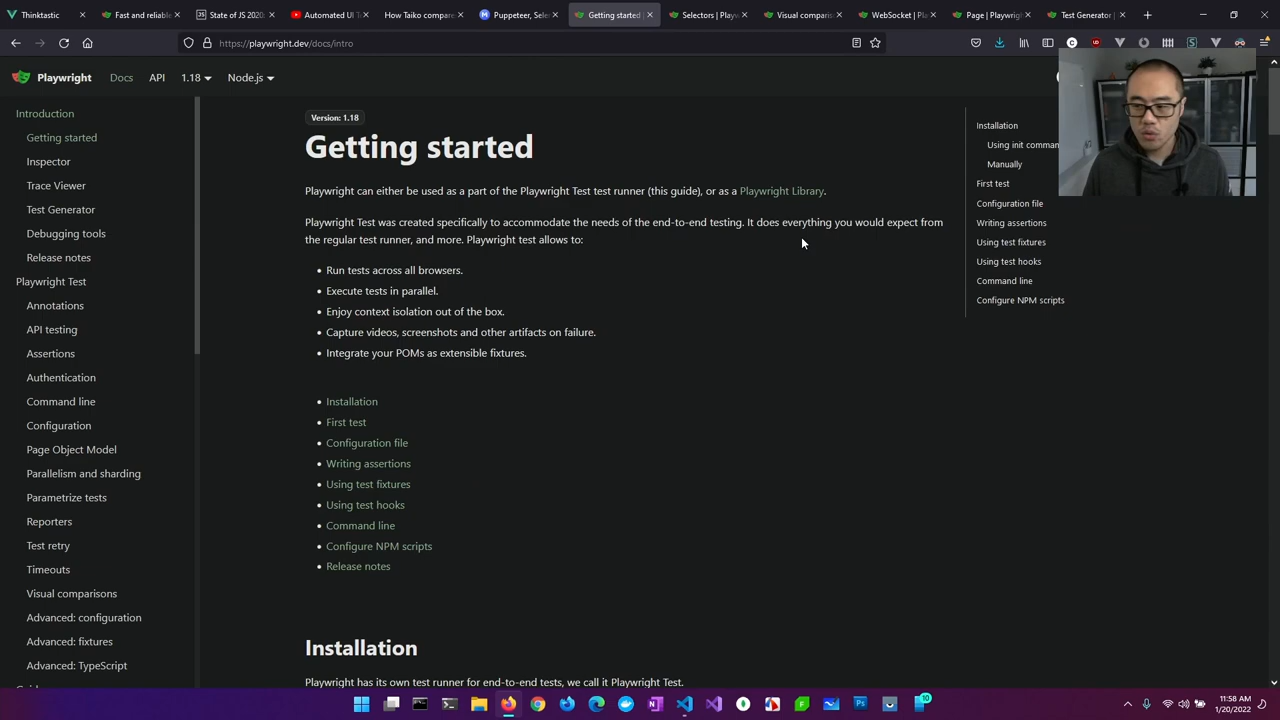 Thinktastic
Fast and reliable
State of JS 2020:
Automated UI T
How Taiko compare
Puppeteer, Sele
Getting started
Selectors | Playw
Visual comparis
WebSocket | Pla
Page | Playwrigh
Test Generator |
https://playwright.dev/docs/intro
Playwright
Docs
API
1.18
Node.js
Introduction
Getting started
Inspector
Trace Viewer
Test Generator
Debugging tools
Release notes
Playwright Test
Annotations
API testing
Assertions
Authentication
Command line
Configuration
Page Object Model
Parallelism and sharding
Parametrize tests
Reporters
Test retry
Timeouts
Visual comparisons
Advanced: configuration
Advanced: fixtures
Advanced: TypeScript
Version: 1.18
Getting started
Playwright can either be used as a part of the Playwright Test test runner (this guide), or as a Playwright Library.
Playwright Test was created specifically to accommodate the needs of the end-to-end testing. It does everything you would expect from
the regular test runner, and more. Playwright test allows to:
• Run tests across all browsers.
• Execute tests in parallel.
• Enjoy context isolation out of the box.
• Capture videos, screenshots and other artifacts on failure.
• Integrate your POMs as extensible fixtures.
• Installation
• First test
• Configuration file
• Writing assertions
• Using test fixtures
• Using test hooks
• Command line
• Configure NPM scripts
• Release notes
Installation
Playwright has its own test runner for end-to-end tests, we call it Playwright Test.
Installation
Using init comman
Manually
First test
Configuration file
Writing assertions
Using test fixtures
Using test hooks
Command line
Configure NPM scripts
10
11:58 AM
1/20/2022